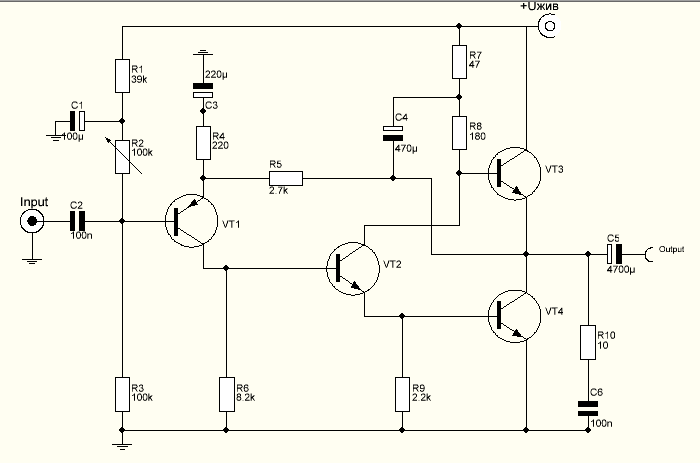 +Uжив
R1
39k
220µ
C3
R7
47
C1
100µ
R2
100k
R4
220
C4
470µ
R8
180
R5
2.7k
VT3
Input
C2
100n
VT1
VT2
C5
4700µ
Output
VT4
R10
10
R3
100k
R6
8.2k
R9
2.2k
C6
100n